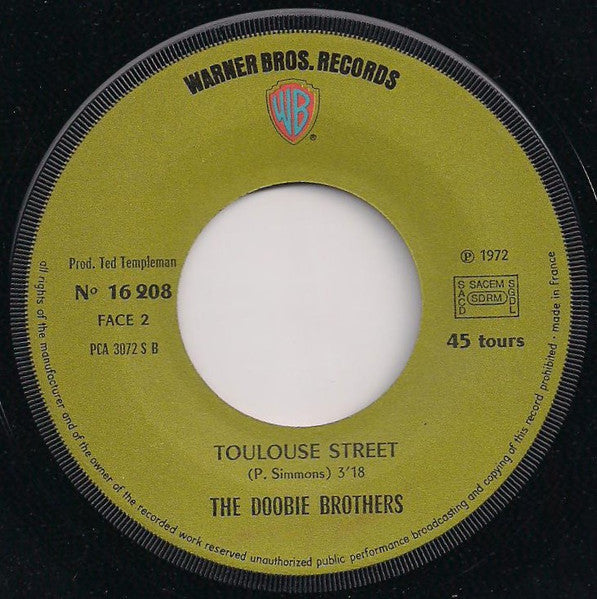 WARNER BROS. RECORDS
WB
®
Prod. Ted Templeman
Nº 16 208
FACE 2
PCA 3072 S B
℗ 1972
SACD SACEM SDRM SGDL
45 tours
TOULOUSE STREET
(P. Simmons) 3'18
THE DOOBIE BROTHERS
all rights of the manufacturer and of the owner of the recorded work reserved unauthorized public performance broadcasting and copying of this record prohibited · made in France